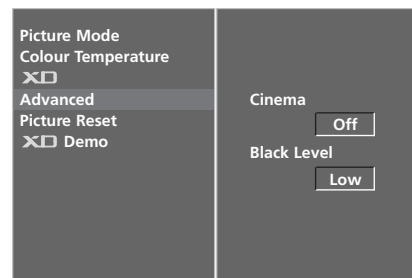 Picture Mode
Colour Temperature
XD
Advanced
Picture Reset
XD Demo
Cinema
Off
Black Level
Low